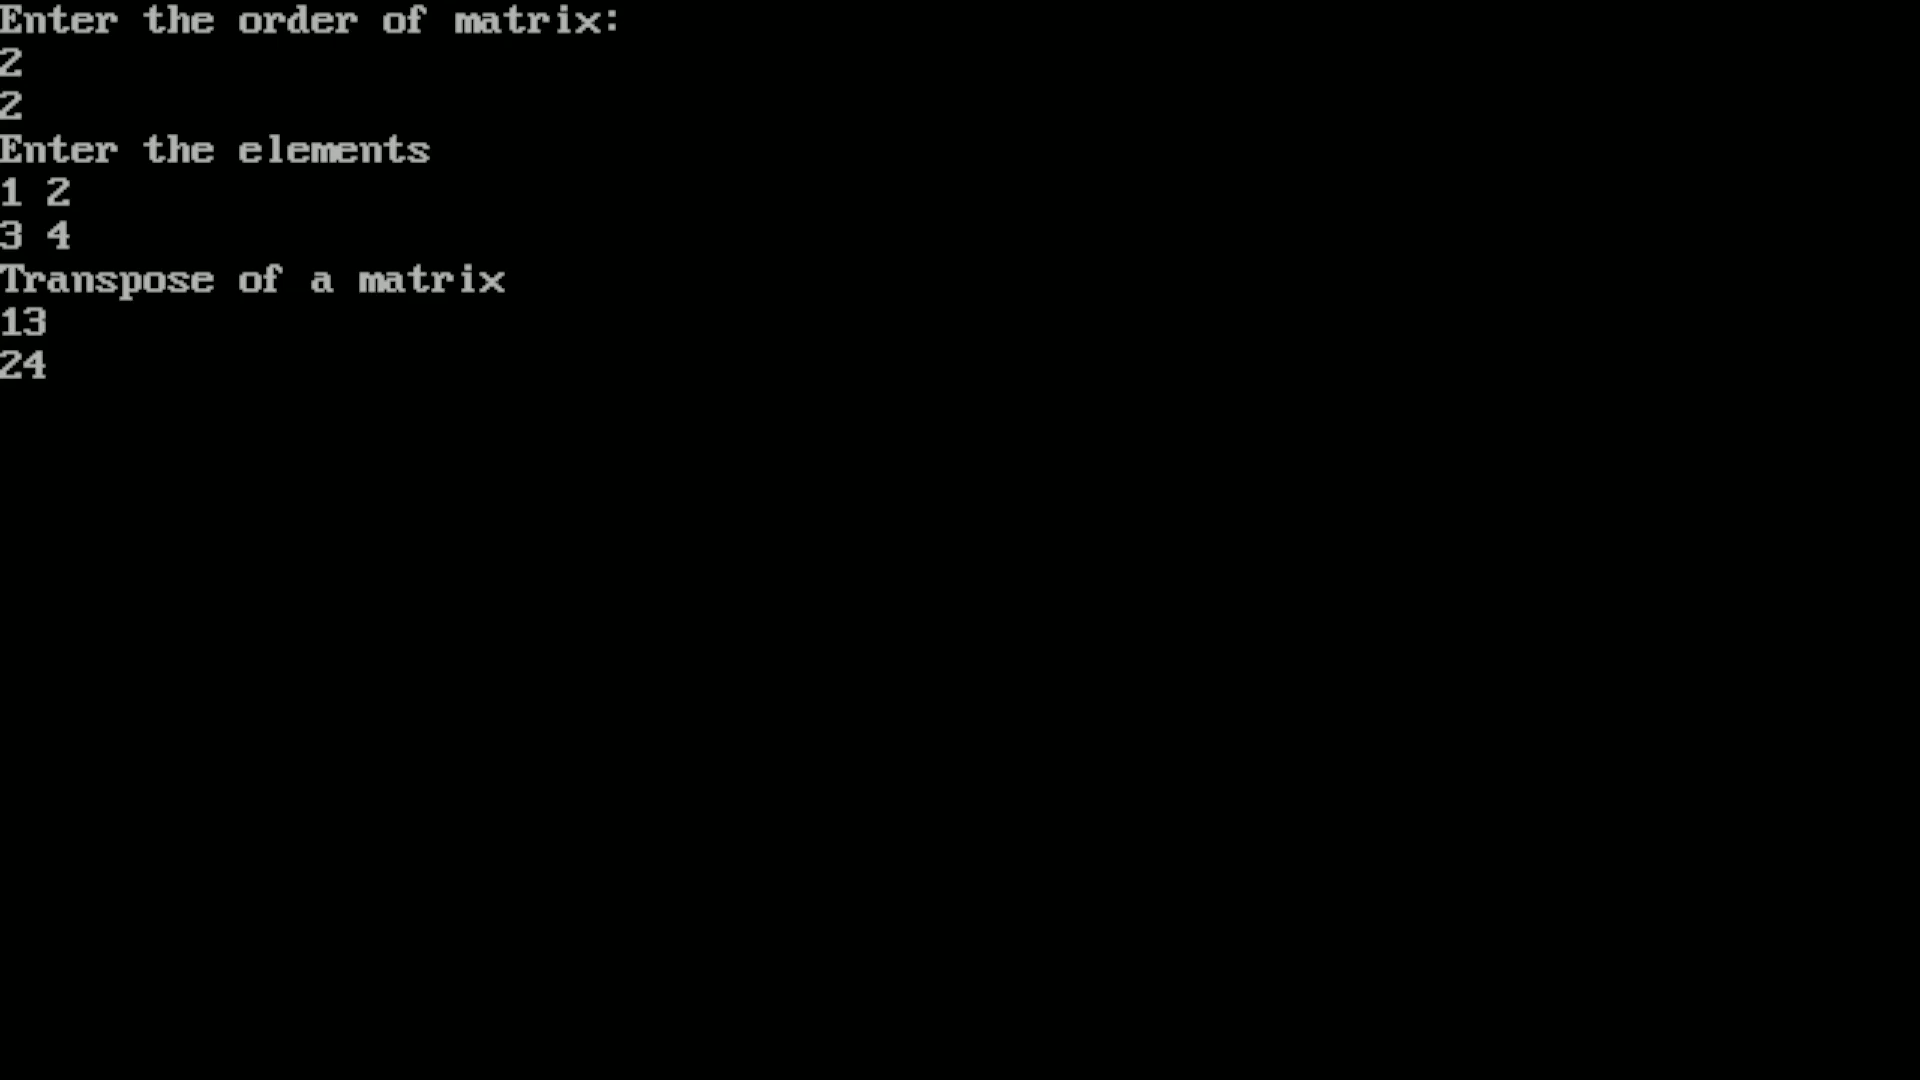 Enter the order of matrix:
2
2
Enter the elements
1 2
3 4
Transpose of a matrix
13
24